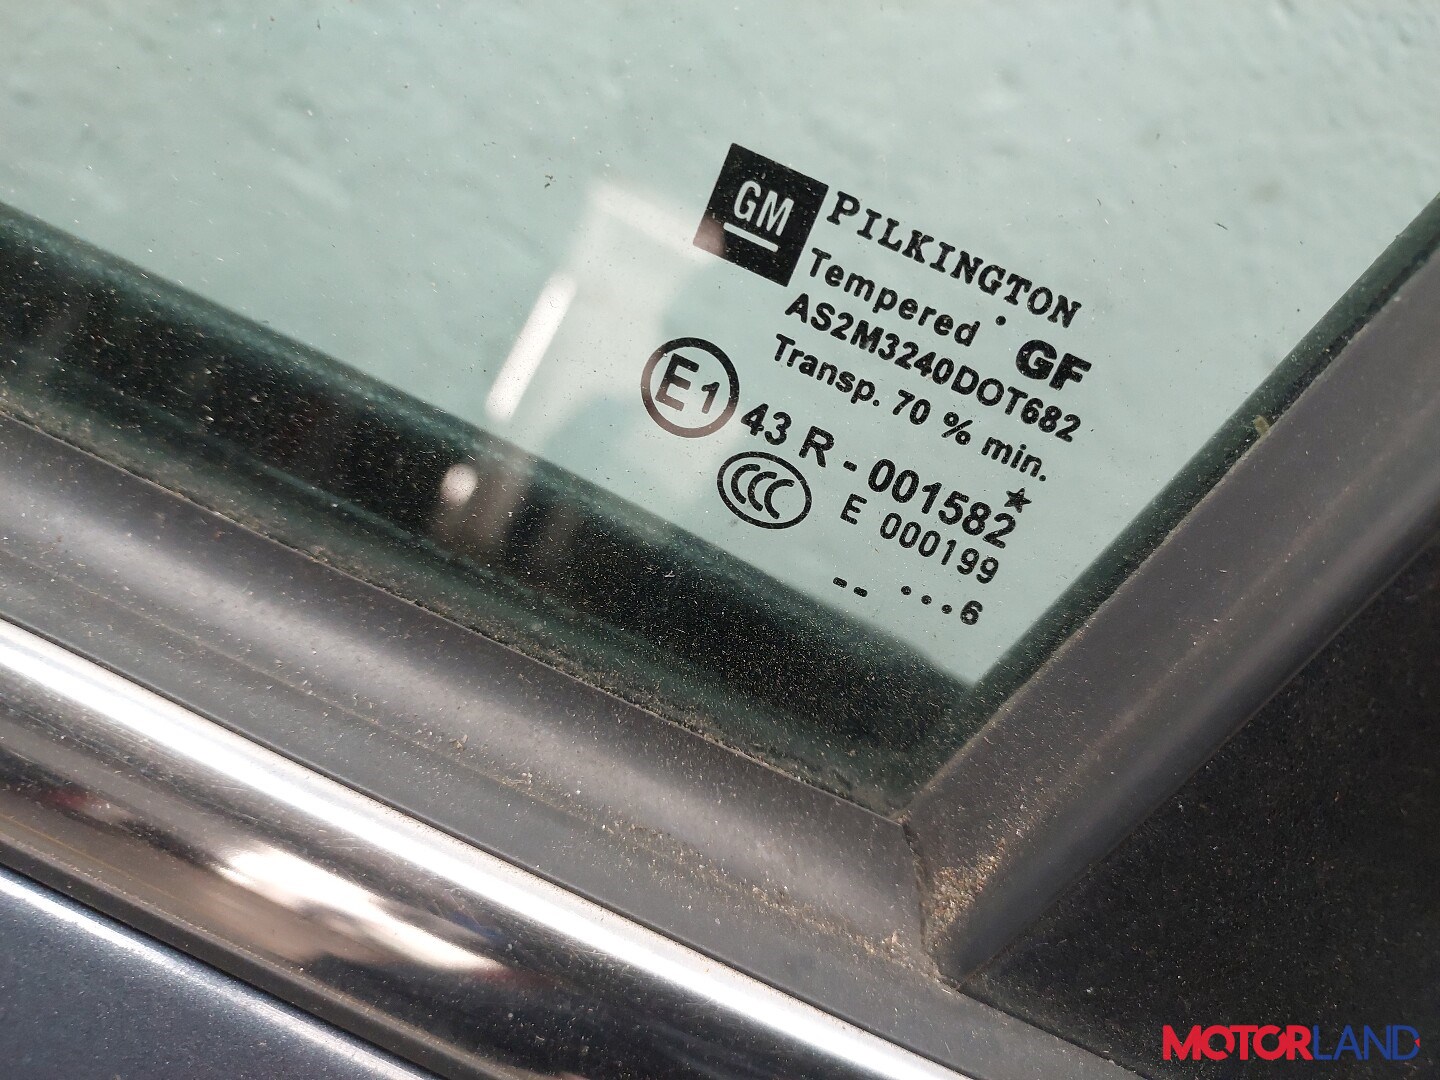 GM
PILKINGTON
Tempered • GF
AS2M3240DOT682
Transp. 70 % min.
E1 43 R - 001582
★
CCC E 000199
-- •••6
MOTORLAND